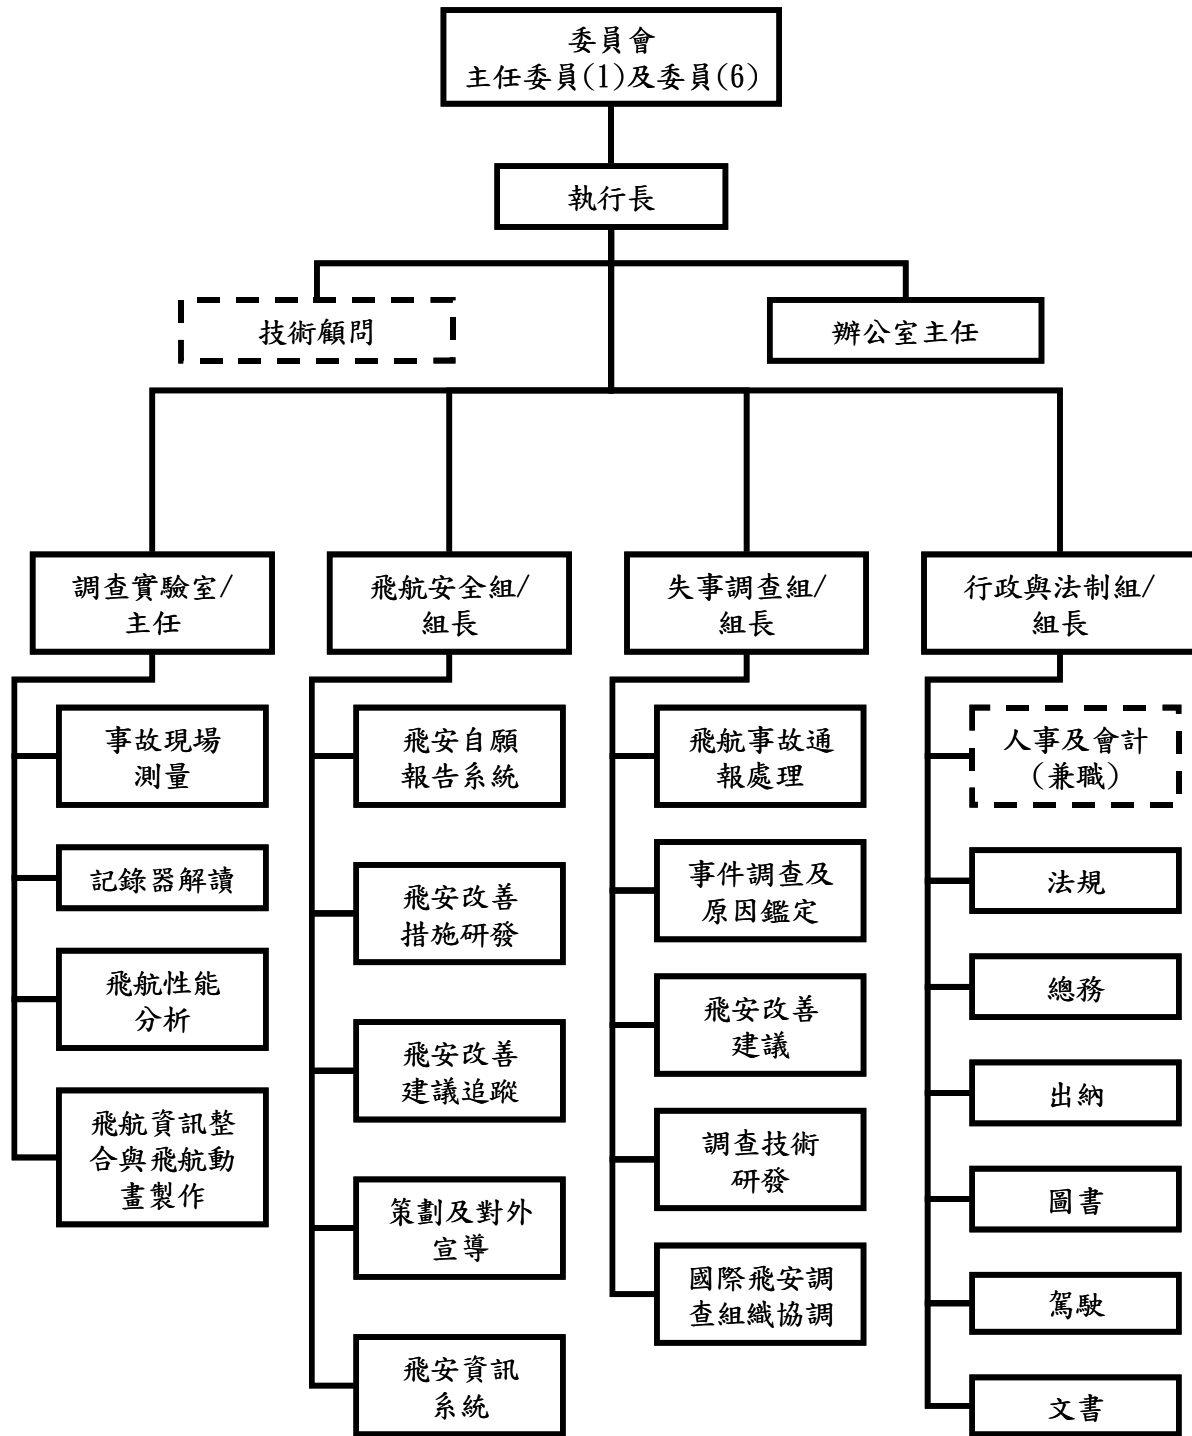 委員會
主任委員(1)及委員(6)
執行長
技術顧問
辦公室主任
調查實驗室/
主任
飛航安全組/
組長
失事調查組/
組長
行政與法制組/
組長
事故現場
測量
記錄器解讀
飛航性能
分析
飛航資訊整
合與飛航動
畫製作
飛安自願
報告系統
飛安改善
措施研發
飛安改善
建議追蹤
策劃及對外
宣導
飛安資訊
系統
飛航事故通
報處理
事件調查及
原因鑑定
飛安改善
建議
調查技術
研發
國際飛安調
查組織協調
人事及會計
(兼職)
法規
總務
出納
圖書
駕駛
文書